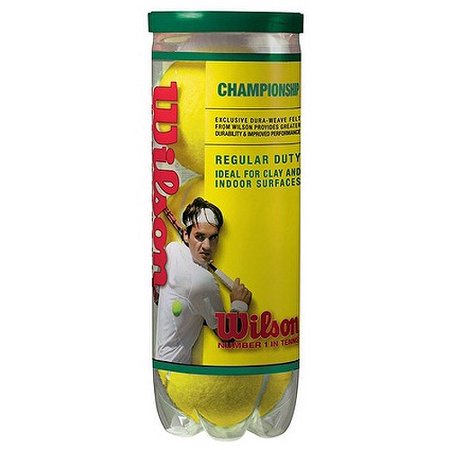 Wilson
CHAMPIONSHIP
EXCLUSIVE DURA-WEAVE FELT
FROM WILSON PROVIDES GREATER
DURABILITY & IMPROVED PERFORMANCE
REGULAR DUTY
IDEAL FOR CLAY AND
INDOOR SURFACES
Wilson
NUMBER 1 IN TENNIS